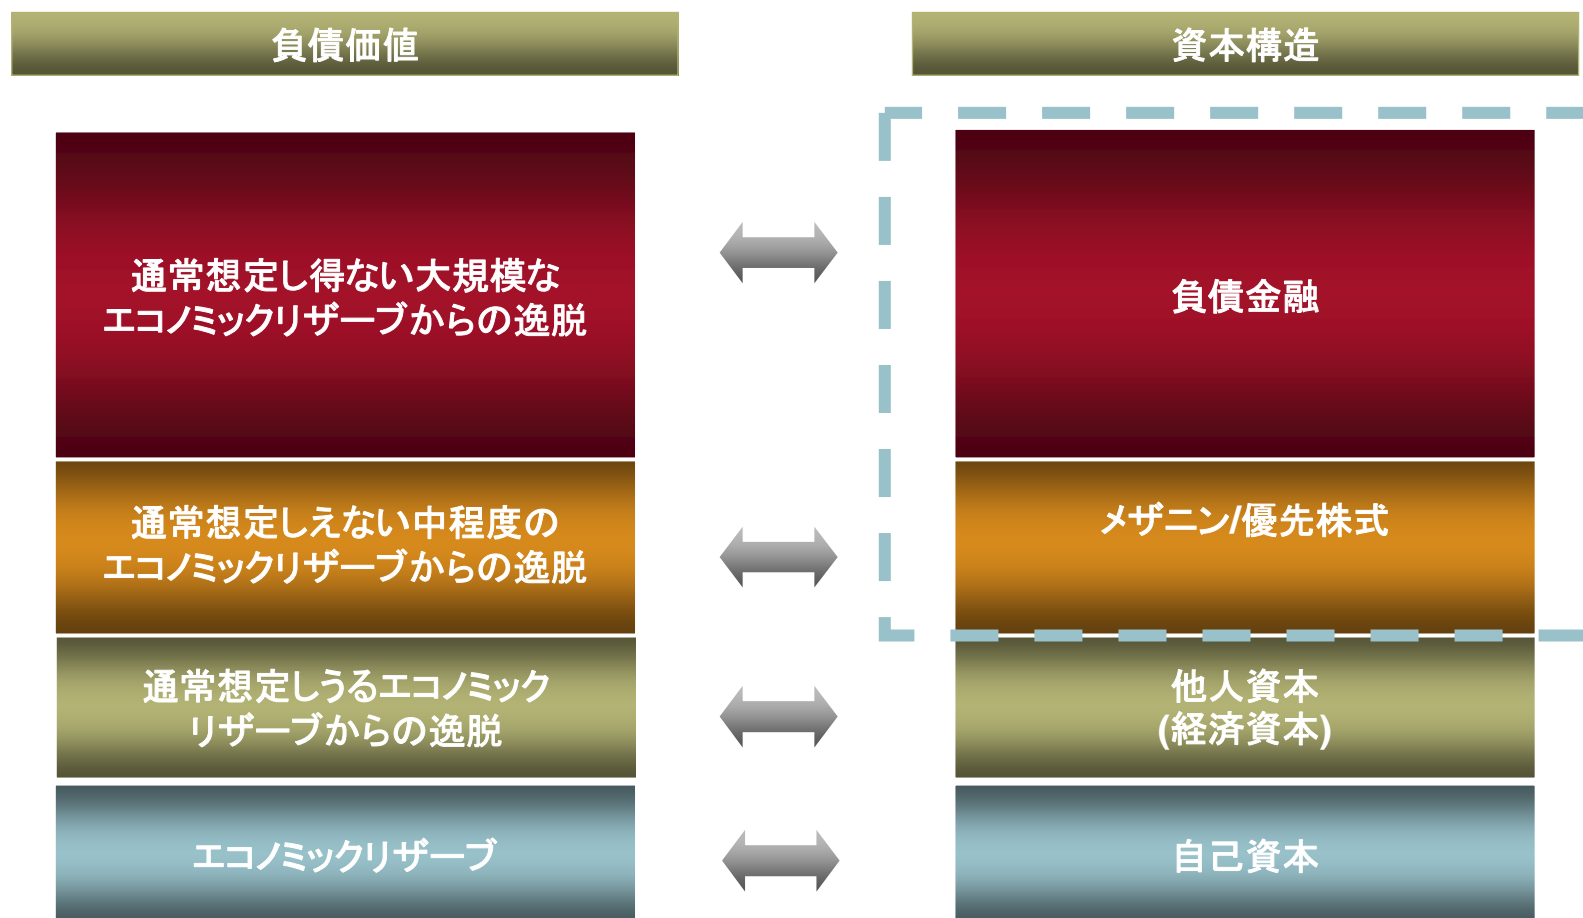 負債価値
資本構造
通常想定し得ない大規模な
エコノミックリザーブからの逸脱
負債金融
通常想定しえない中程度の
エコノミックリザーブからの逸脱
メザニン/優先株式
通常想定しうるエコノミック
リザーブからの逸脱
他人資本
(経済資本)
エコノミックリザーブ
自己資本